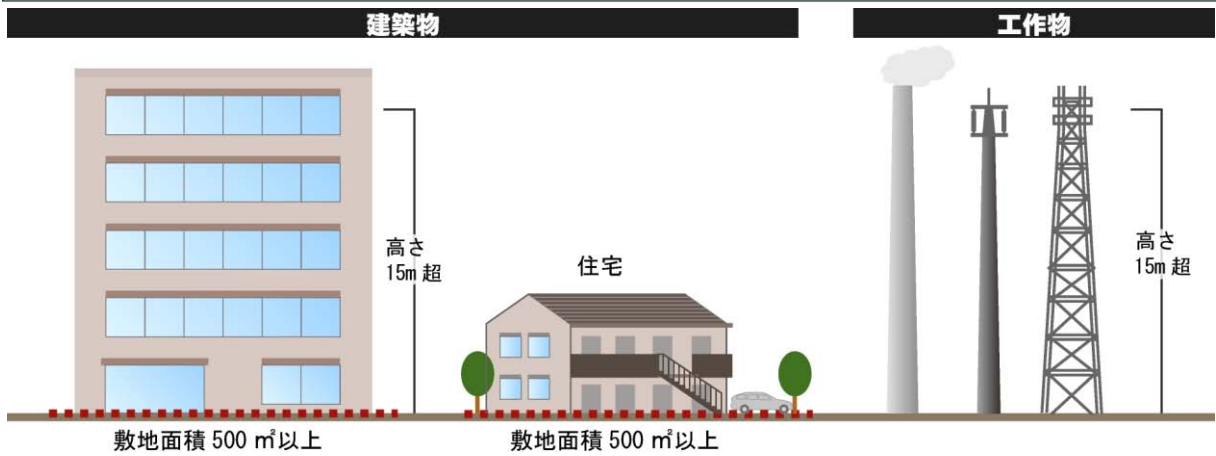 建築物
工作物
高さ
15m 超
住宅
高さ
15m 超
敷地面積 500 ㎡以上
敷地面積 500 ㎡以上